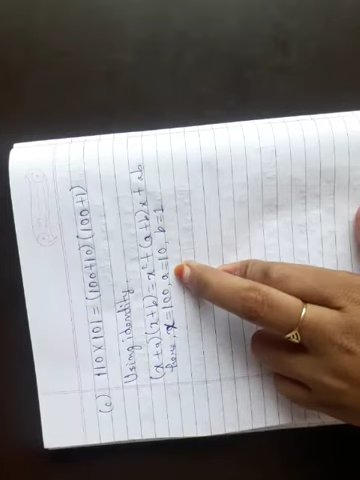 (c) 110 × 101 = (100+10) (100+1)
Using identity
(x+a) (x+b) = x² + (a+b) x + ab
here, x = 100, a = 10, b = 1